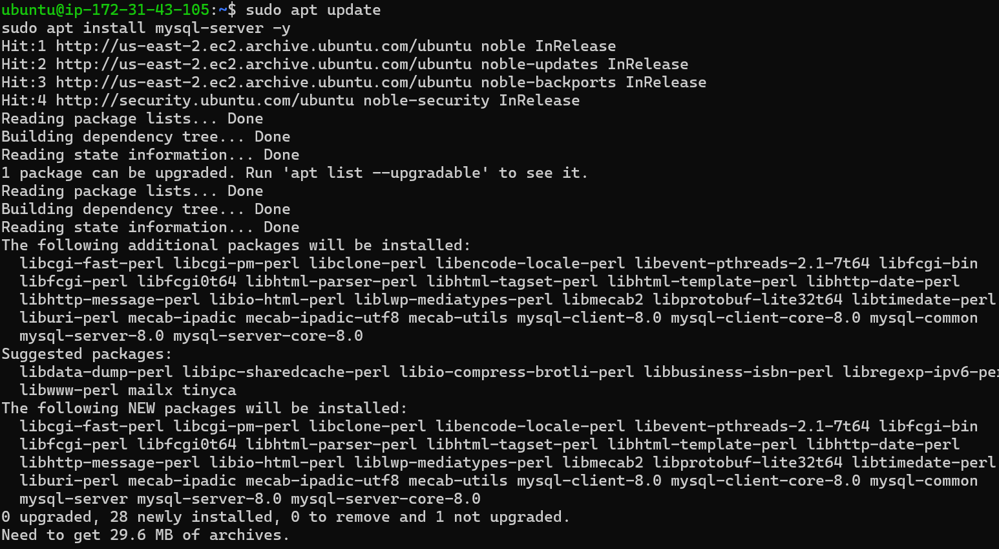 ubuntu@ip-172-31-43-105:~$ sudo apt update
sudo apt install mysql-server -y
Hit:1 http://us-east-2.ec2.archive.ubuntu.com/ubuntu noble InRelease
Hit:2 http://us-east-2.ec2.archive.ubuntu.com/ubuntu noble-updates InRelease
Hit:3 http://us-east-2.ec2.archive.ubuntu.com/ubuntu noble-backports InRelease
Hit:4 http://security.ubuntu.com/ubuntu noble-security InRelease
Reading package lists... Done
Building dependency tree... Done
Reading state information... Done
1 package can be upgraded. Run 'apt list --upgradable' to see it.
Reading package lists... Done
Building dependency tree... Done
Reading state information... Done
The following additional packages will be installed:
  libcgi-fast-perl libcgi-pm-perl libclone-perl libencode-locale-perl libevent-pthreads-2.1-7t64 libfcgi-bin
  libfcgi-perl libfcgi0t64 libhtml-parser-perl libhtml-tagset-perl libhtml-template-perl libhttp-date-perl
  libhttp-message-perl libio-html-perl liblwp-mediatypes-perl libmecab2 libprotobuf-lite32t64 libtimedate-perl
  liburi-perl mecab-ipadic mecab-ipadic-utf8 mecab-utils mysql-client-8.0 mysql-client-core-8.0 mysql-common
  mysql-server-8.0 mysql-server-core-8.0
Suggested packages:
  libdata-dump-perl libipc-sharedcache-perl libio-compress-brotli-perl libbusiness-isbn-perl libregexp-ipv6-per
  libwww-perl mailx tinyca
The following NEW packages will be installed:
  libcgi-fast-perl libcgi-pm-perl libclone-perl libencode-locale-perl libevent-pthreads-2.1-7t64 libfcgi-bin
  libfcgi-perl libfcgi0t64 libhtml-parser-perl libhtml-tagset-perl libhtml-template-perl libhttp-date-perl
  libhttp-message-perl libio-html-perl liblwp-mediatypes-perl libmecab2 libprotobuf-lite32t64 libtimedate-perl
  liburi-perl mecab-ipadic mecab-ipadic-utf8 mecab-utils mysql-client-8.0 mysql-client-core-8.0 mysql-common
  mysql-server mysql-server-8.0 mysql-server-core-8.0
0 upgraded, 28 newly installed, 0 to remove and 1 not upgraded.
Need to get 29.6 MB of archives.